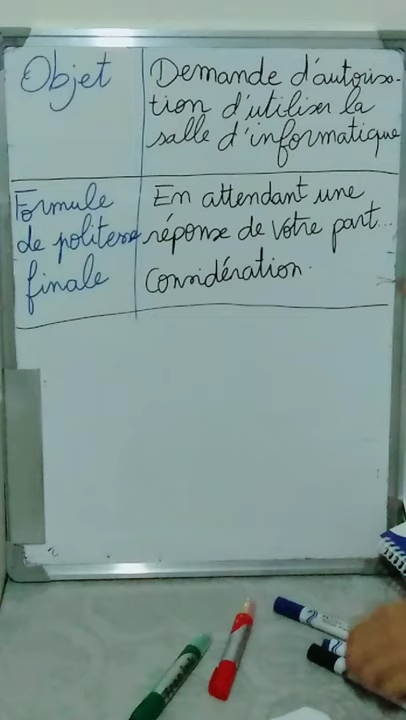 Objet
Demande d'autorisa-
tion d'utiliser la
salle d'informatique
Formule
de politesse
finale
En attendant une
réponse de votre part...
Considération.